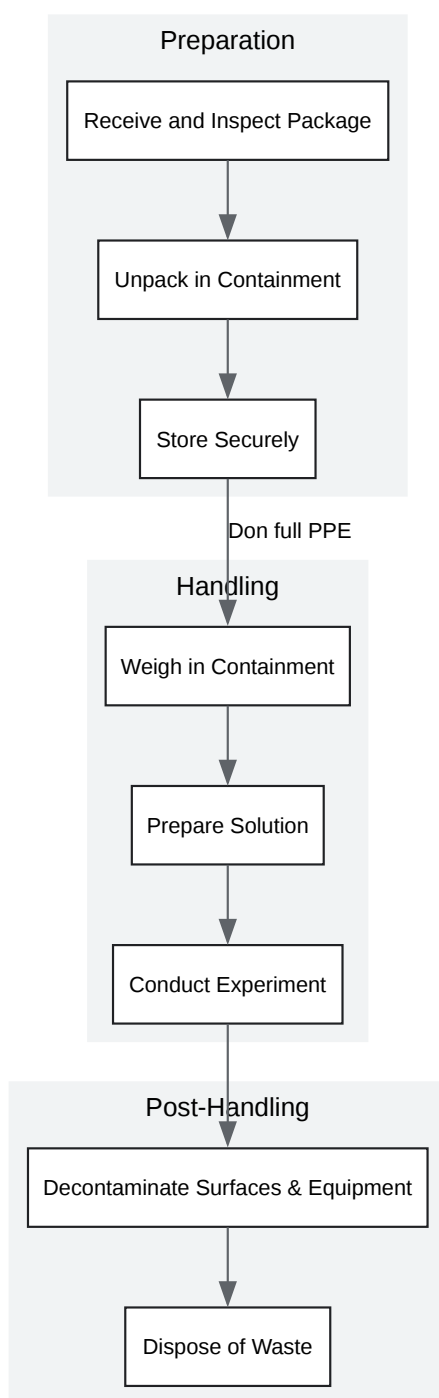 Preparation
Receive and Inspect Package
Unpack in Containment
Store Securely
Don full PPE
Handling
Weigh in Containment
Prepare Solution
Conduct Experiment
Post-Handling
Decontaminate Surfaces & Equipment
Dispose of Waste